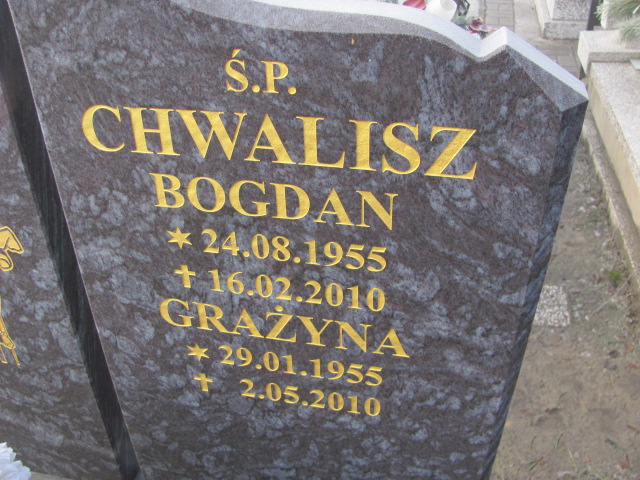 Ś.P.
CHWALISZ
BOGDAN
* 24.08.1955
✝ 16.02.2010
GRAŻYNA
* 29.01.1955
✝ 2.05.2010